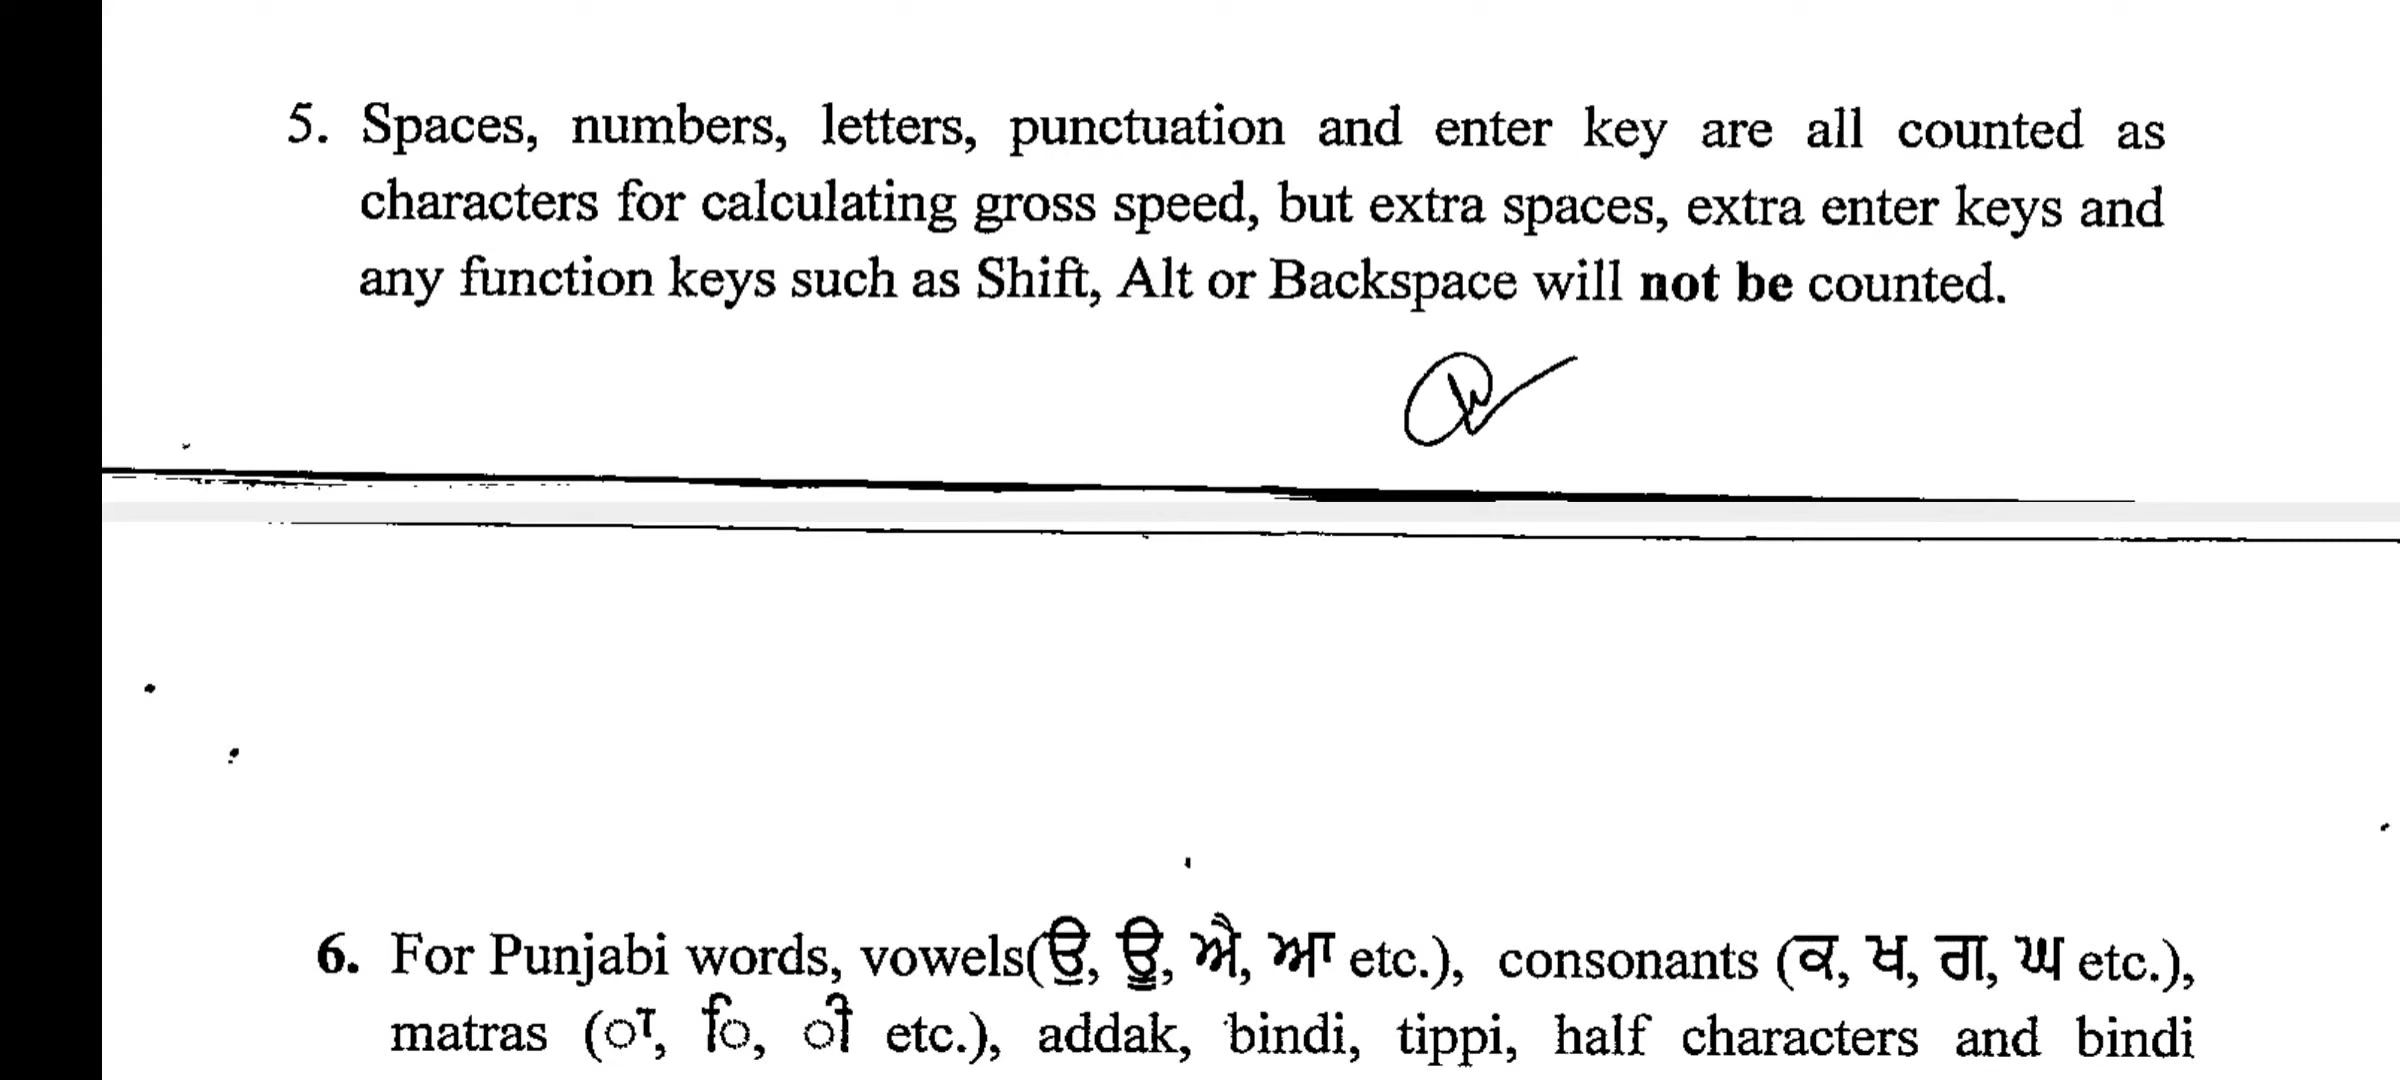 5. Spaces, numbers, letters, punctuation and enter key are all counted as
characters for calculating gross speed, but extra spaces, extra enter keys and
any function keys such as Shift, Alt or Backspace will not be counted.
6. For Punjabi words, vowels(ਉ, ਊ, ਐ, ਆ etc.), consonants (ਕ, ਖ, ਗ, ਘ etc.),
matras (ਾ, ਿ, ੀ etc.), addak, bindi, tippi, half characters and bindi